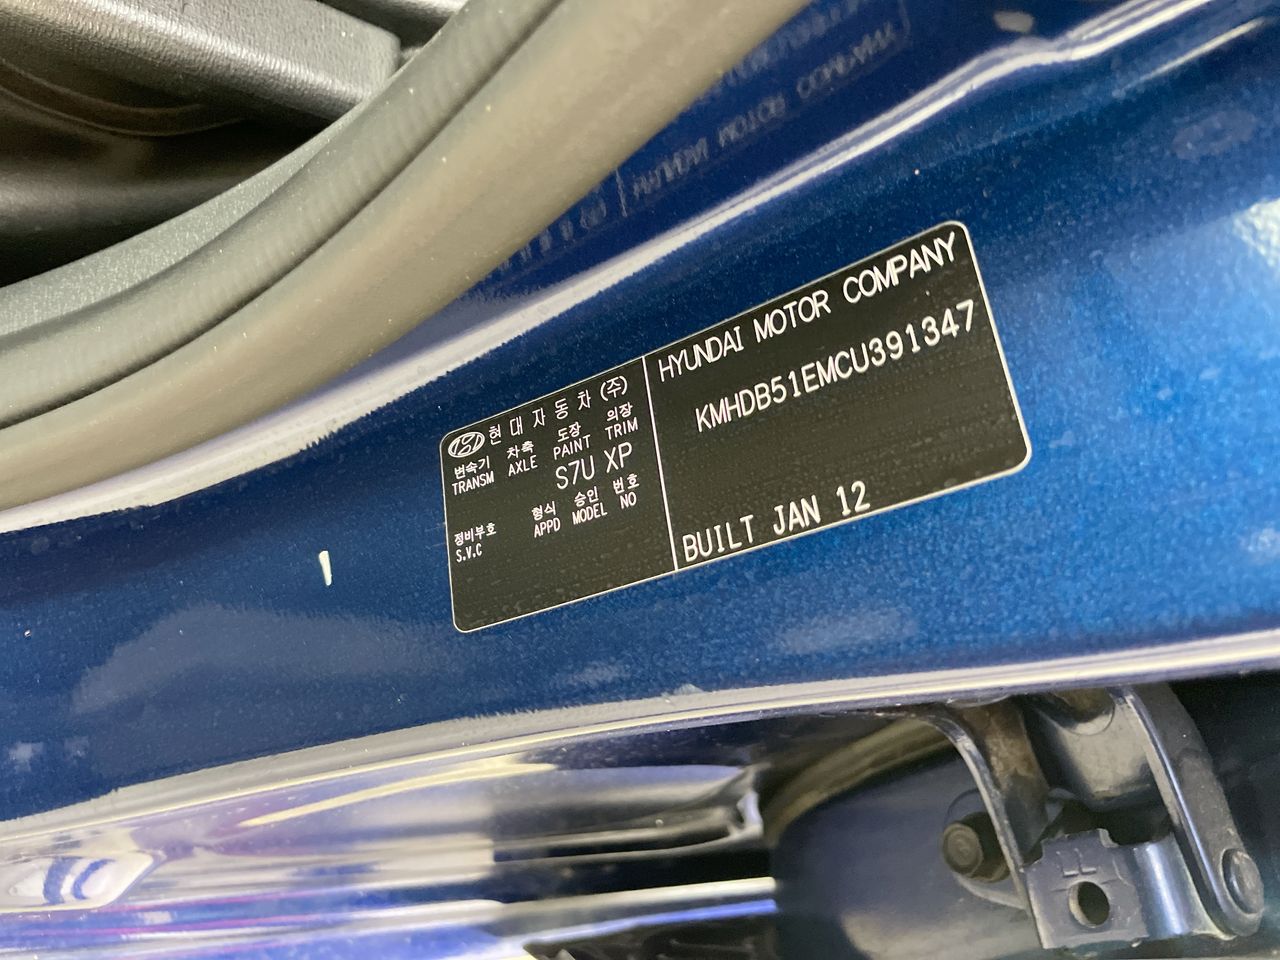 현대자동차(주)
변속기 차축 도장 의장
TRANSM AXLE PAINT TRIM
S7U XP
정비부호 형식 승인 번호
S.V.C APPD MODEL NO
HYUNDAI MOTOR COMPANY
KMHDB51EMCU391347
BUILT JAN 12
LL